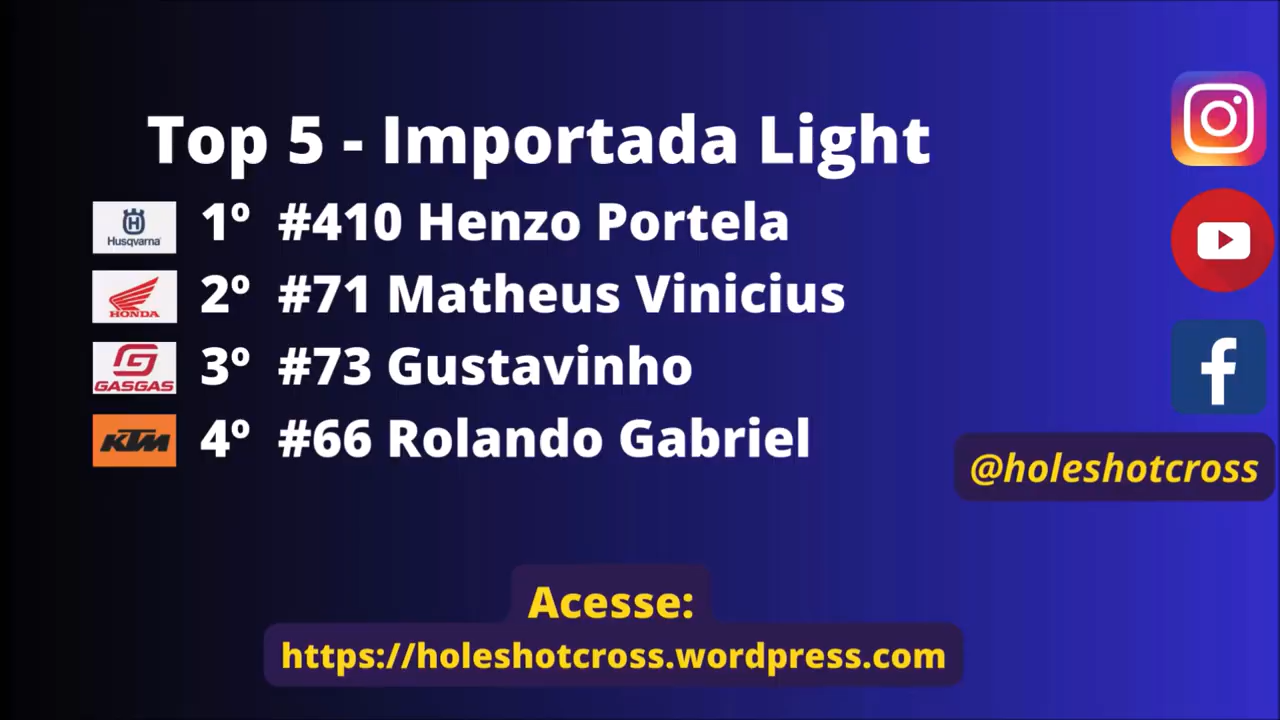 Top 5 - Importada Light
Husqvarna 1º #410 Henzo Portela
HONDA 2º #71 Matheus Vinicius
GASGAS 3º #73 Gustavinho
KTM 4º #66 Rolando Gabriel
@holeshotcross
Acesse:
https://holeshotcross.wordpress.com